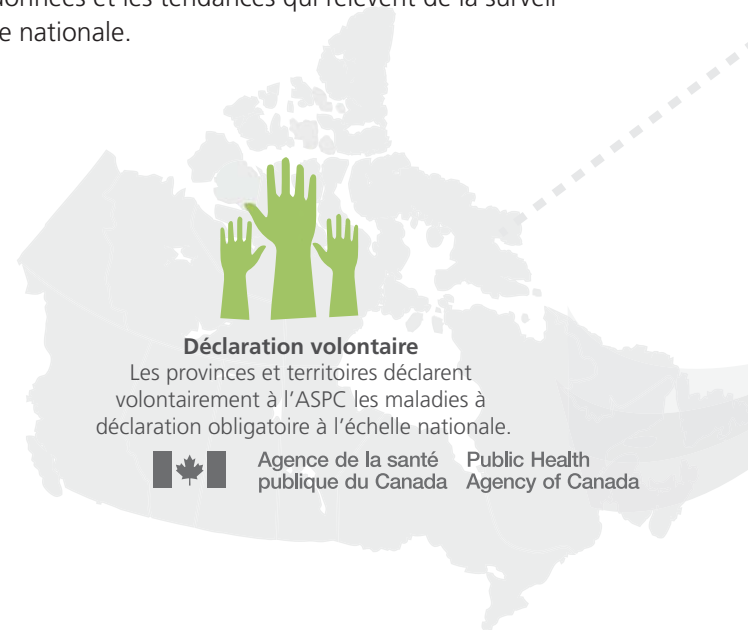 données et les tendances qui relèvent de la surveil
e nationale.
Déclaration volontaire
Les provinces et territoires déclarent
volontairement à l’ASPC les maladies à
déclaration obligatoire à l’échelle nationale.
Agence de la santé
publique du Canada
Public Health
Agency of Canada